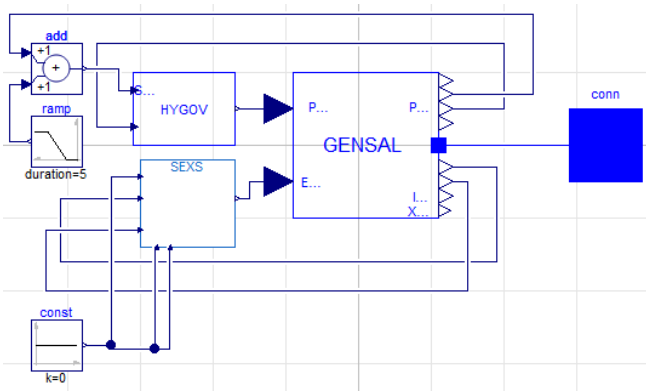 add
+1
+
+1
ramp
duration=5
S...
HYGOV
SEXS
P...
P...
GENSAL
E...
I...
X...
conn
const
k=0